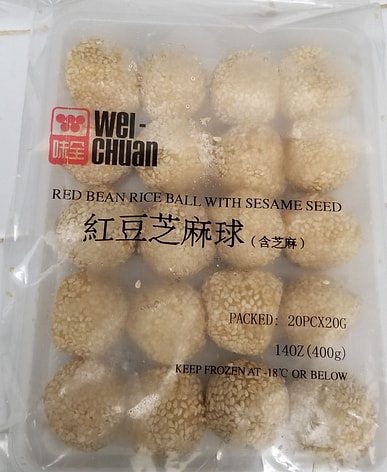 味全
WEI-
CHUAN
RED BEAN RICE BALL WITH SESAME SEED
紅豆芝麻球(含芝麻)
PACKED: 20PCX20G
14OZ(400g)
KEEP FROZEN AT -18℃ OR BELOW